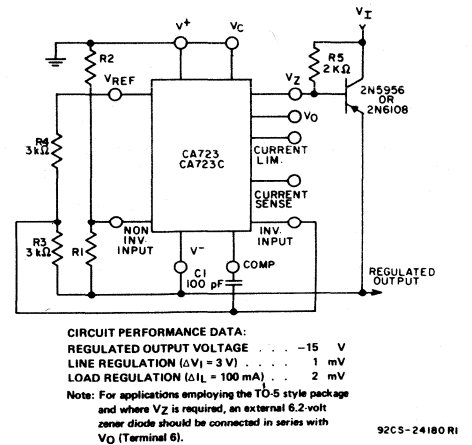 V+
VC
VI
R2
R5
2 KΩ
VREF
VZ
2N5956
OR
2N6108
VO
R4
3 kΩ
CA723
CA723C
CURRENT
LIM.
CURRENT
SENSE
R3
3 kΩ
R1
NON
INV.
INPUT
V-
INV.
INPUT
C1
100 pF
COMP
REGULATED
OUTPUT
CIRCUIT PERFORMANCE DATA:
REGULATED OUTPUT VOLTAGE . . . . –15 V
LINE REGULATION (ΔVI = 3 V) . . . . 1 mV
LOAD REGULATION (ΔIL = 100 mA) . . 2 mV
Note: For applications employing the TO-5 style package
and where VZ is required, an external 6.2-volt
zener diode should be connected in series with
VO (Terminal 6).
92CS-24180R1